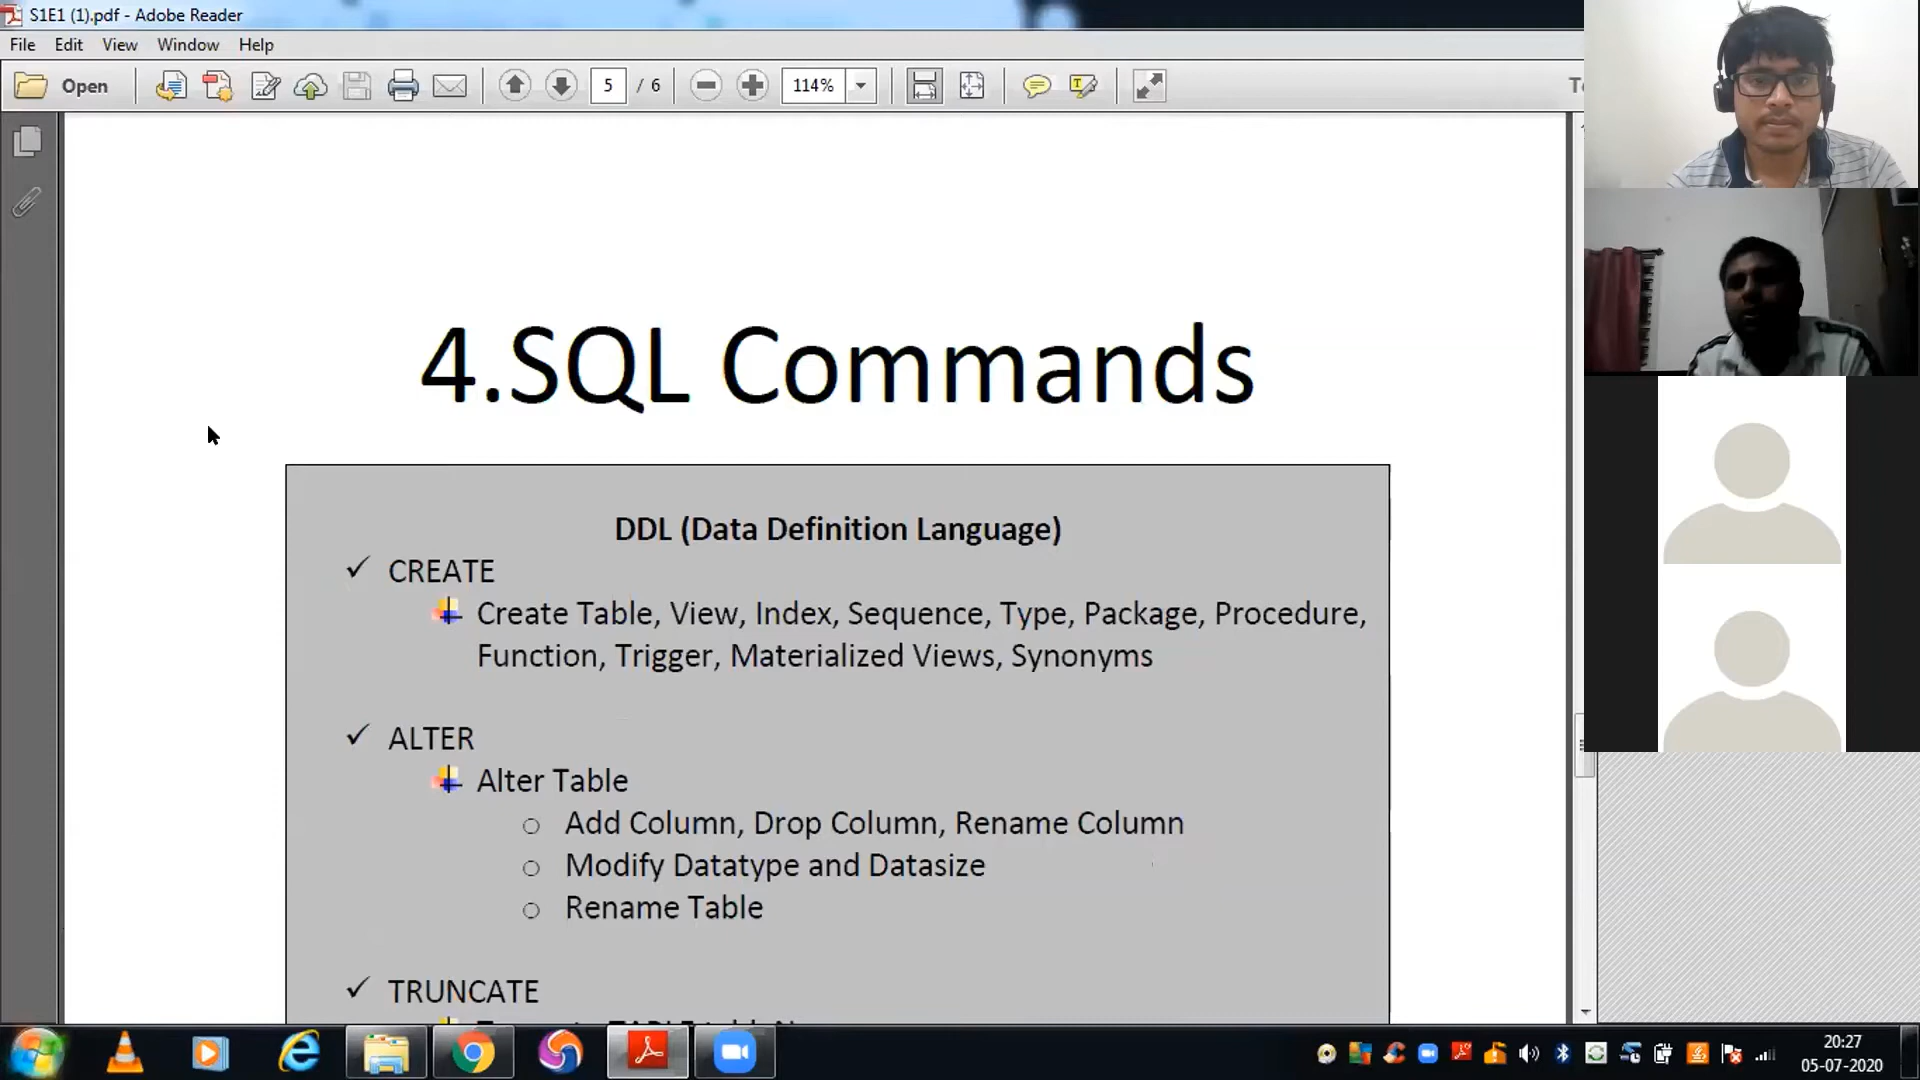 S1E1 (1).pdf - Adobe Reader
File Edit View Window Help
Open 5 / 6 114%
4.SQL Commands
DDL (Data Definition Language)
✓ CREATE
Create Table, View, Index, Sequence, Type, Package, Procedure,
Function, Trigger, Materialized Views, Synonyms
✓ ALTER
Alter Table
○ Add Column, Drop Column, Rename Column
○ Modify Datatype and Datasize
○ Rename Table
✓ TRUNCATE
20:27
05-07-2020